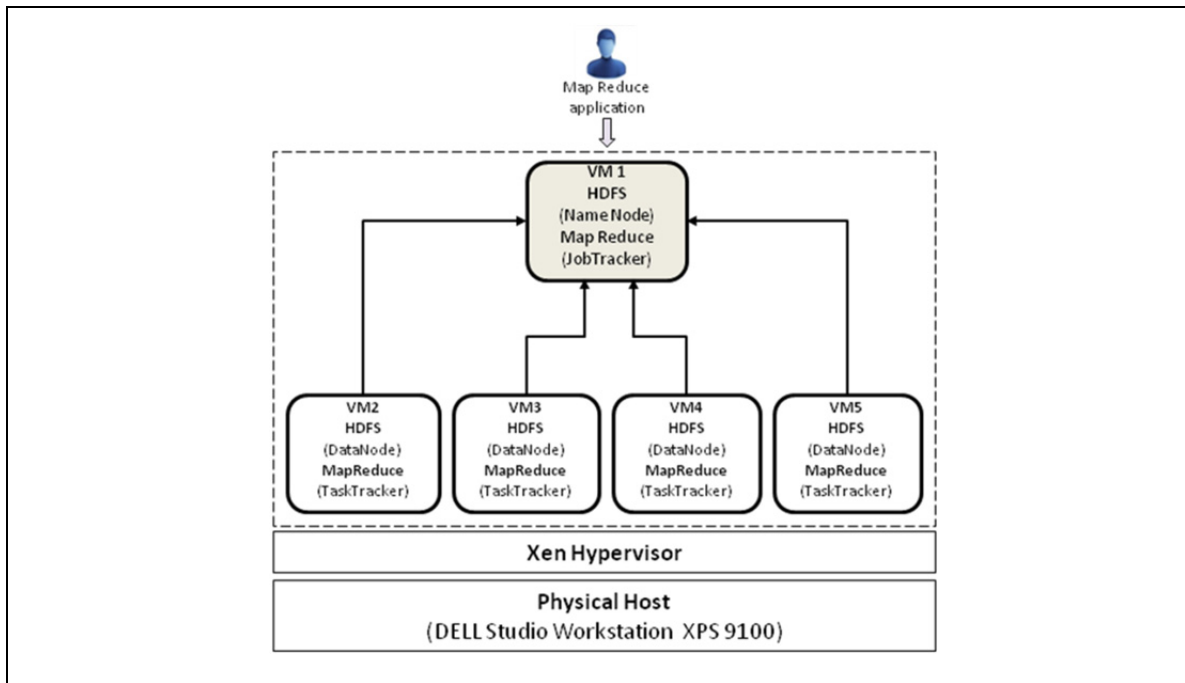 Map Reduce
application
VM 1
HDFS
(Name Node)
Map Reduce
(JobTracker)
VM2
HDFS
(DataNode)
MapReduce
(TaskTracker)
VM3
HDFS
(DataNode)
MapReduce
(TaskTracker)
VM4
HDFS
(DataNode)
MapReduce
(TaskTracker)
VM5
HDFS
(DataNode)
MapReduce
(TaskTracker)
Xen Hypervisor
Physical Host
(DELL Studio Workstation XPS 9100)